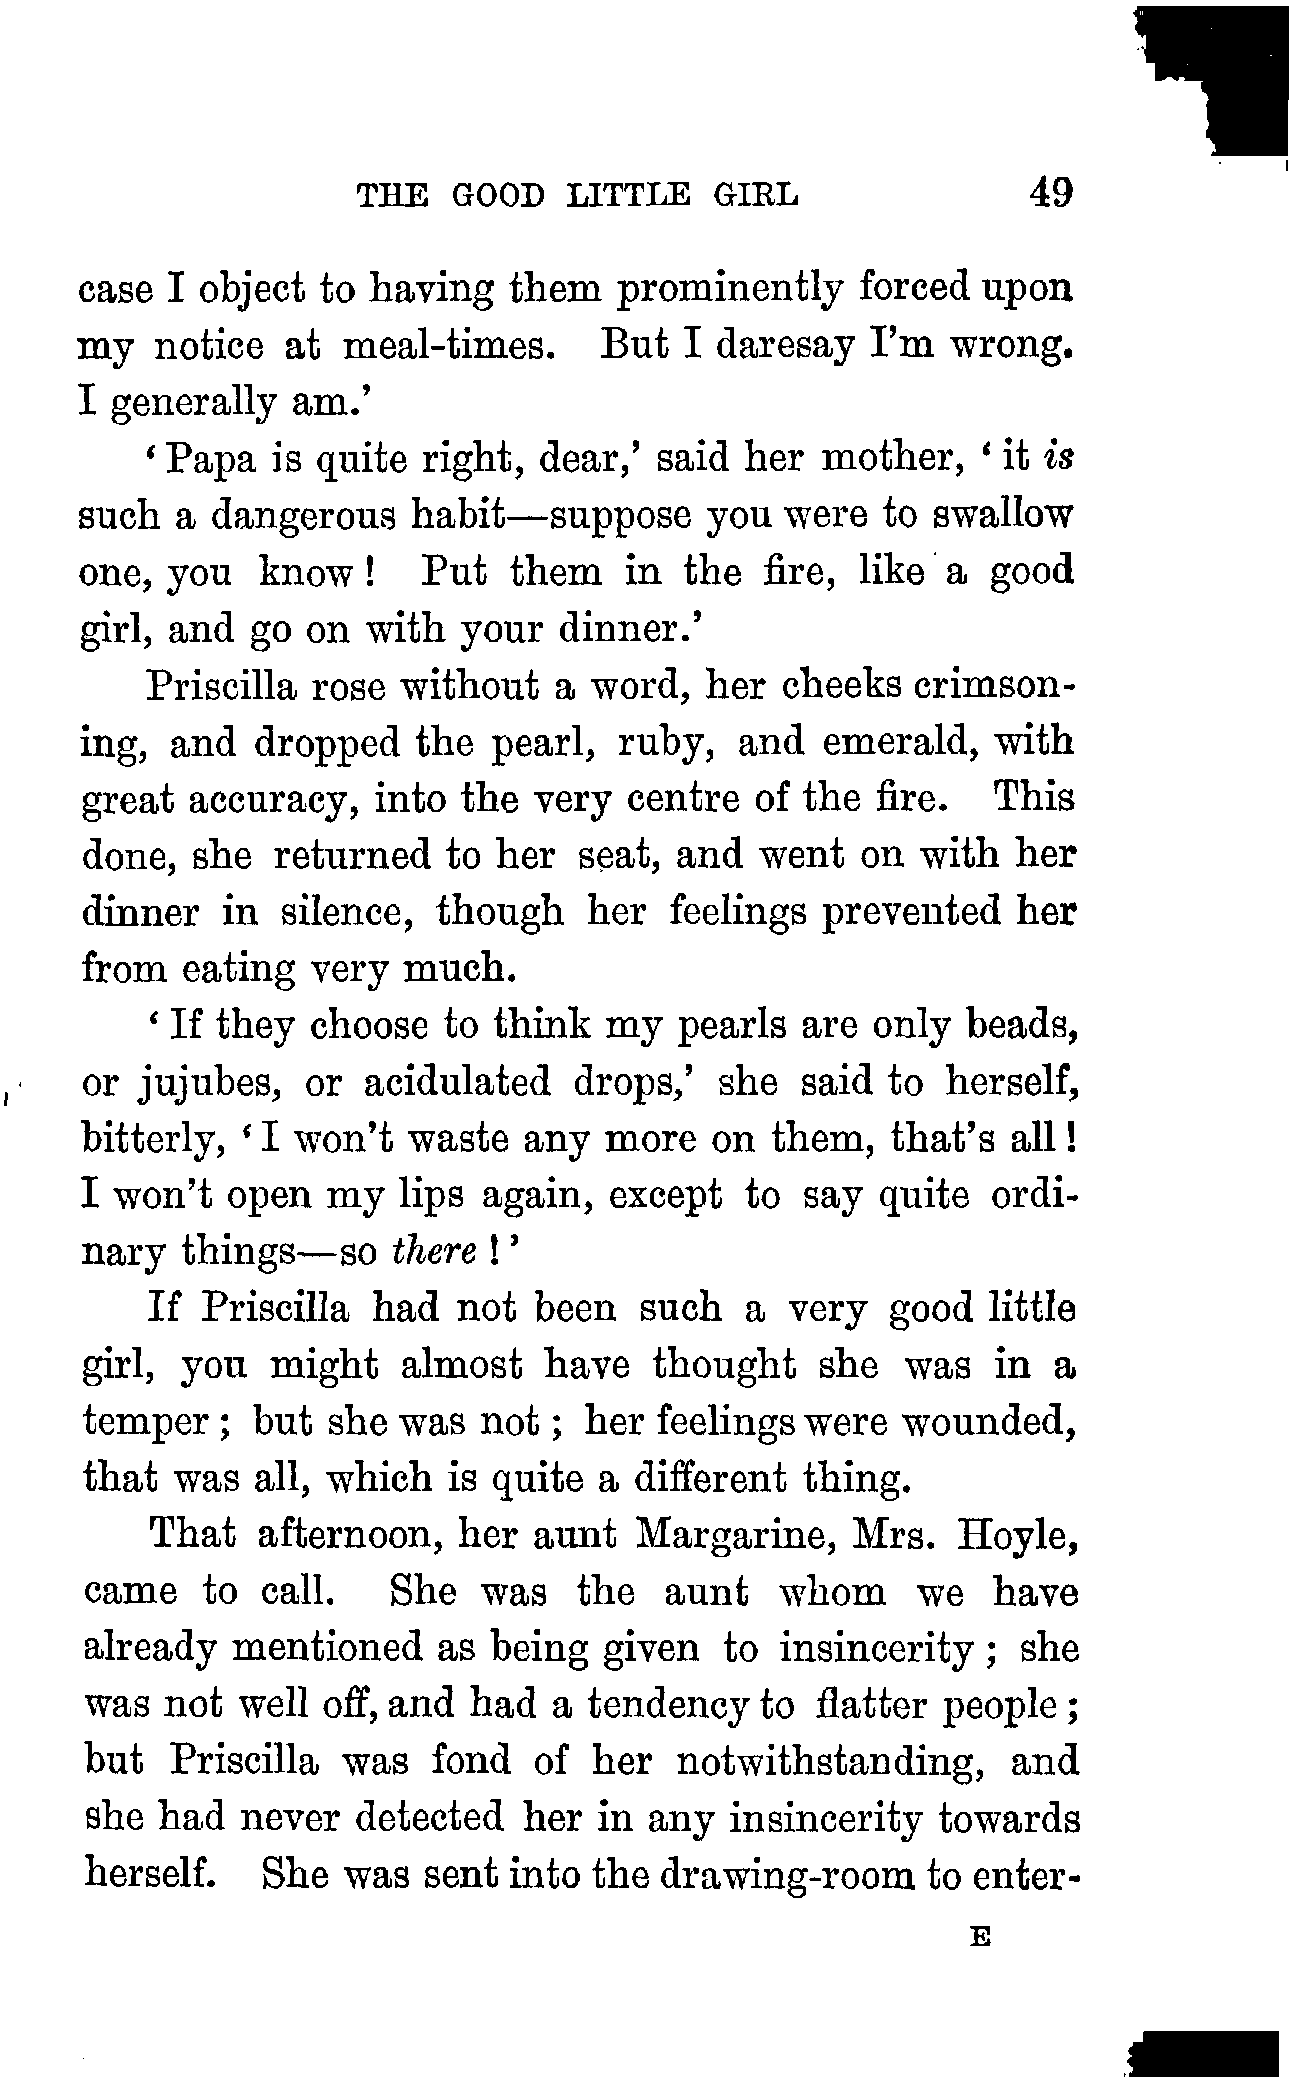 THE GOOD LITTLE GIRL 49
case I object to having them prominently forced upon
my notice at meal-times. But I daresay I'm wrong.
I generally am.'
‘Papa is quite right, dear,’ said her mother, ‘it is
such a dangerous habit—suppose you were to swallow
one, you know! Put them in the fire, like a good
girl, and go on with your dinner.’
Priscilla rose without a word, her cheeks crimson-
ing, and dropped the pearl, ruby, and emerald, with
great accuracy, into the very centre of the fire. This
done, she returned to her seat, and went on with her
dinner in silence, though her feelings prevented her
from eating very much.
‘If they choose to think my pearls are only beads,
or jujubes, or acidulated drops,’ she said to herself,
bitterly, ‘I won't waste any more on them, that's all!
I won't open my lips again, except to say quite ordi-
nary things—so there!’
If Priscilla had not been such a very good little
girl, you might almost have thought she was in a
temper; but she was not; her feelings were wounded,
that was all, which is quite a different thing.
That afternoon, her aunt Margarine, Mrs. Hoyle,
came to call. She was the aunt whom we have
already mentioned as being given to insincerity; she
was not well off, and had a tendency to flatter people;
but Priscilla was fond of her notwithstanding, and
she had never detected her in any insincerity towards
herself. She was sent into the drawing-room to enter-
E